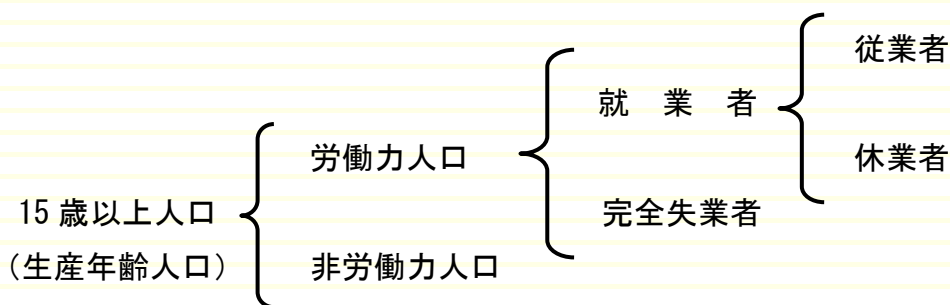 従業者
就　業　者
労働力人口
休業者
15 歳以上人口
完全失業者
（生産年齢人口）
非労働力人口